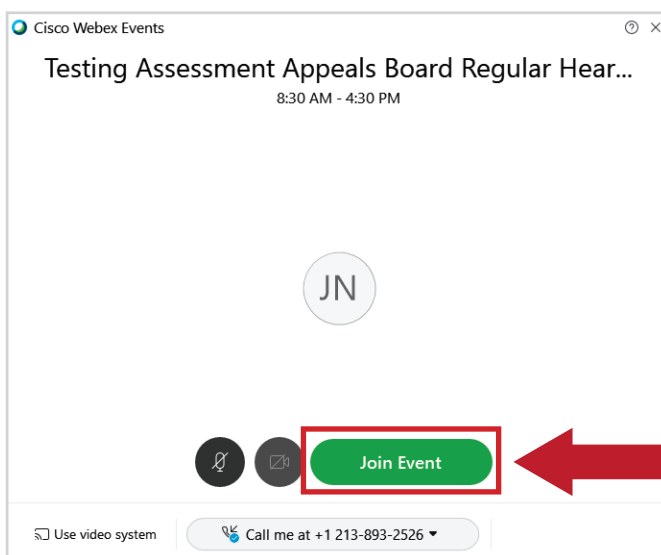 Cisco Webex Events
Testing Assessment Appeals Board Regular Hear...
8:30 AM - 4:30 PM
JN
Join Event
Use video system
Call me at +1 213-893-2526